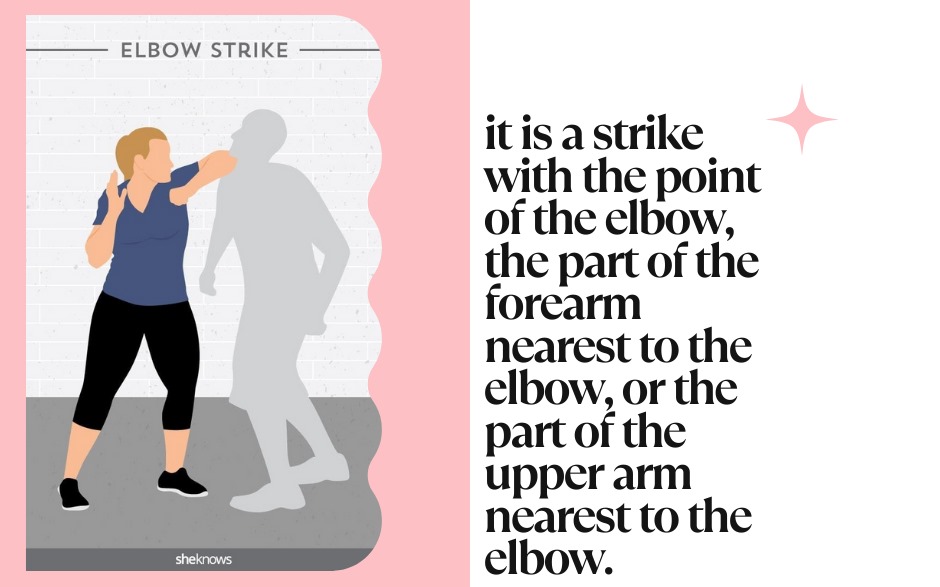 ELBOW STRIKE
sheknows
it is a strike
with the point
of the elbow,
the part of the
forearm
nearest to the
elbow, or the
part of the
upper arm
nearest to the
elbow.